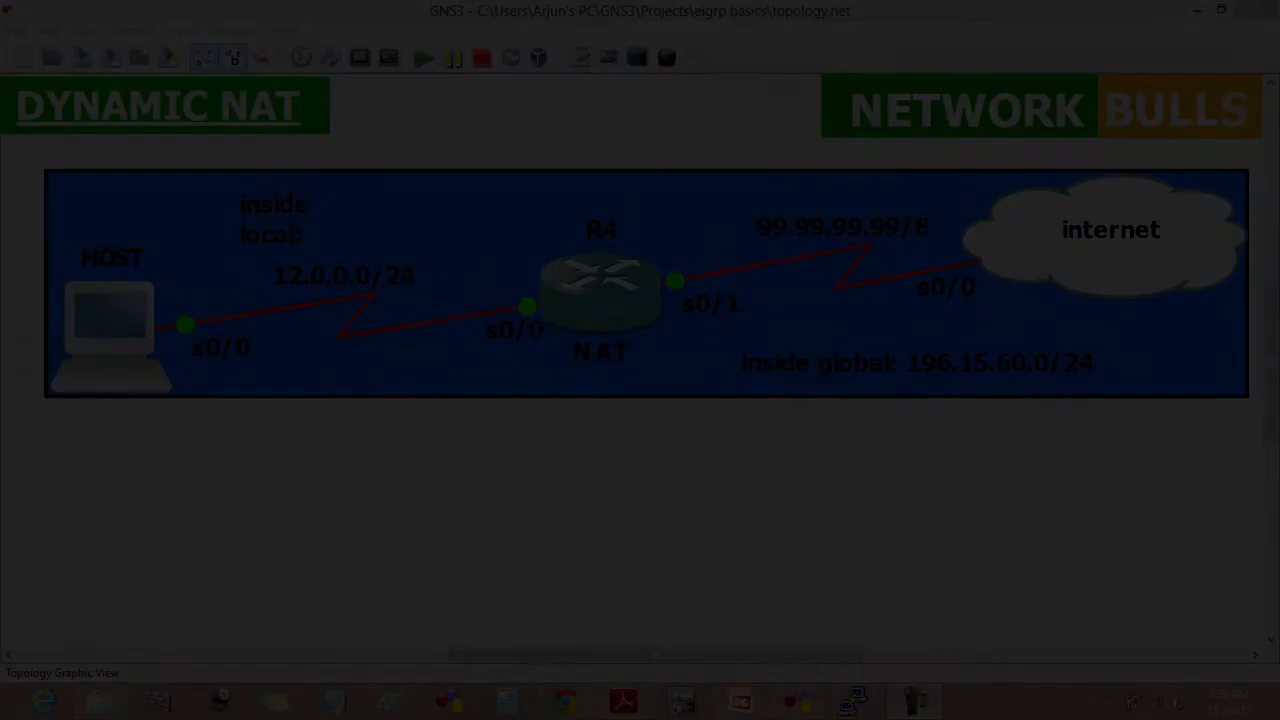 GNS3 - C:\Users\Arjun's PC\GNS3\Projects\eigrp basics\topology.net
DYNAMIC NAT
NETWORK BULLS
inside
local:
12.0.0.0/24
HOST
s0/0
R4
s0/0
NAT
99.99.99.99/8
s0/1
s0/0
internet
inside global: 196.15.60.0/24
Topology Graphic View